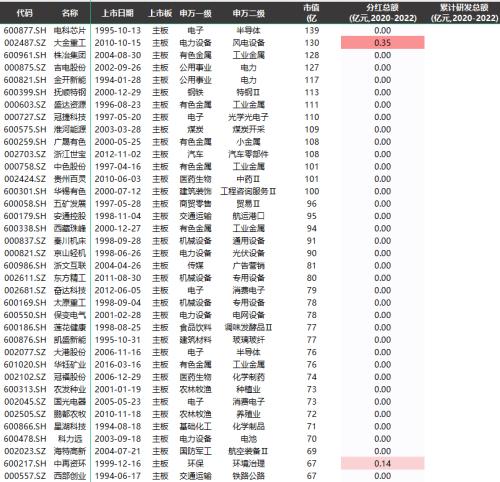 代码 名称 上市日期 上市板 申万一级 申万二级 市值 分红总额 累计研发总额
(亿 (亿元,2020-2022) (亿元,2020-2022)
600877.SH 电科芯片 1995-10-13 主板 电子 半导体 139 0.00
002487.SZ 大金重工 2010-10-15 主板 电力设备 风电设备 130 0.35
600961.SH 株冶集团 2004-08-30 主板 有色金属 工业金属 128 0.00
000875.SZ 吉电股份 2002-09-26 主板 公用事业 电力 127 0.00
600821.SH 金开新能 1994-01-28 主板 公用事业 电力 117 0.00
600399.SH 抚顺特钢 2000-12-29 主板 钢铁 特钢Ⅱ 113 0.00
000603.SZ 盛达资源 1996-08-23 主板 有色金属 工业金属 111 0.00
000727.SZ 冠捷科技 1997-05-20 主板 电子 光学光电子 110 0.00
600575.SH 淮河能源 2003-03-28 主板 煤炭 煤炭开采 109 0.00
600259.SH 广晟有色 2000-05-25 主板 有色金属 小金属 108 0.00
002703.SZ 浙江世宝 2012-11-02 主板 汽车 汽车零部件 108 0.00
000758.SZ 中色股份 1997-04-16 主板 有色金属 工业金属 101 0.00
002424.SZ 贵州百灵 2010-06-03 主板 医药生物 中药Ⅱ 101 0.00
600301.SH 华锡有色 2000-07-12 主板 建筑装饰 工程咨询服务Ⅱ 100 0.00
600058.SH 五矿发展 1997-05-28 主板 商贸零售 贸易Ⅱ 96 0.00
600179.SH 安通控股 1998-11-04 主板 交通运输 航运港口 95 0.00
600338.SH 西藏珠峰 2000-12-27 主板 有色金属 工业金属 94 0.00
000837.SZ 秦川机床 1998-09-28 主板 机械设备 通用设备 91 0.00
000821.SZ 京山轻机 1998-06-26 主板 电力设备 光伏设备 90 0.00
600986.SH 浙文互联 2004-04-26 主板 传媒 广告营销 81 0.00
002611.SZ 东方精工 2011-08-30 主板 机械设备 专用设备 80 0.00
002681.SZ 奋达科技 2012-06-05 主板 电子 消费电子 79 0.00
600169.SH 太原重工 1998-09-04 主板 机械设备 专用设备 78 0.00
600550.SH 保变电气 2001-02-28 主板 电力设备 电网设备 77 0.00
600186.SH 莲花健康 1998-08-25 主板 食品饮料 调味发酵品Ⅱ 77 0.00
600876.SH 凯盛新能 1995-10-31 主板 建筑材料 玻璃玻纤 77 0.00
002077.SZ 大港股份 2006-11-16 主板 电子 半导体 76 0.00
601020.SH 华钰矿业 2016-03-16 主板 有色金属 小金属 76 0.00
002102.SZ 冠福股份 2006-12-29 主板 医药生物 化学制药 74 0.00
600313.SH 农发种业 2001-01-19 主板 农林牧渔 种植业 73 0.00
002045.SZ 国光电器 2005-05-23 主板 电子 消费电子 73 0.00
002505.SZ 鹏都农牧 2010-11-18 主板 农林牧渔 养殖业 72 0.00
600866.SH 星湖科技 1994-08-18 主板 基础化工 化学制品 71 0.00
600478.SH 科力远 2003-09-18 主板 电力设备 电池 70 0.00
002023.SZ 海特高新 2004-07-21 主板 国防军工 航空装备Ⅱ 69 0.00
600217.SH 中再资环 1999-12-16 主板 环保 环境治理 67 0.14
000557.SZ 西部创业 1994-06-17 主板 交通运输 铁路公路 67 0.00